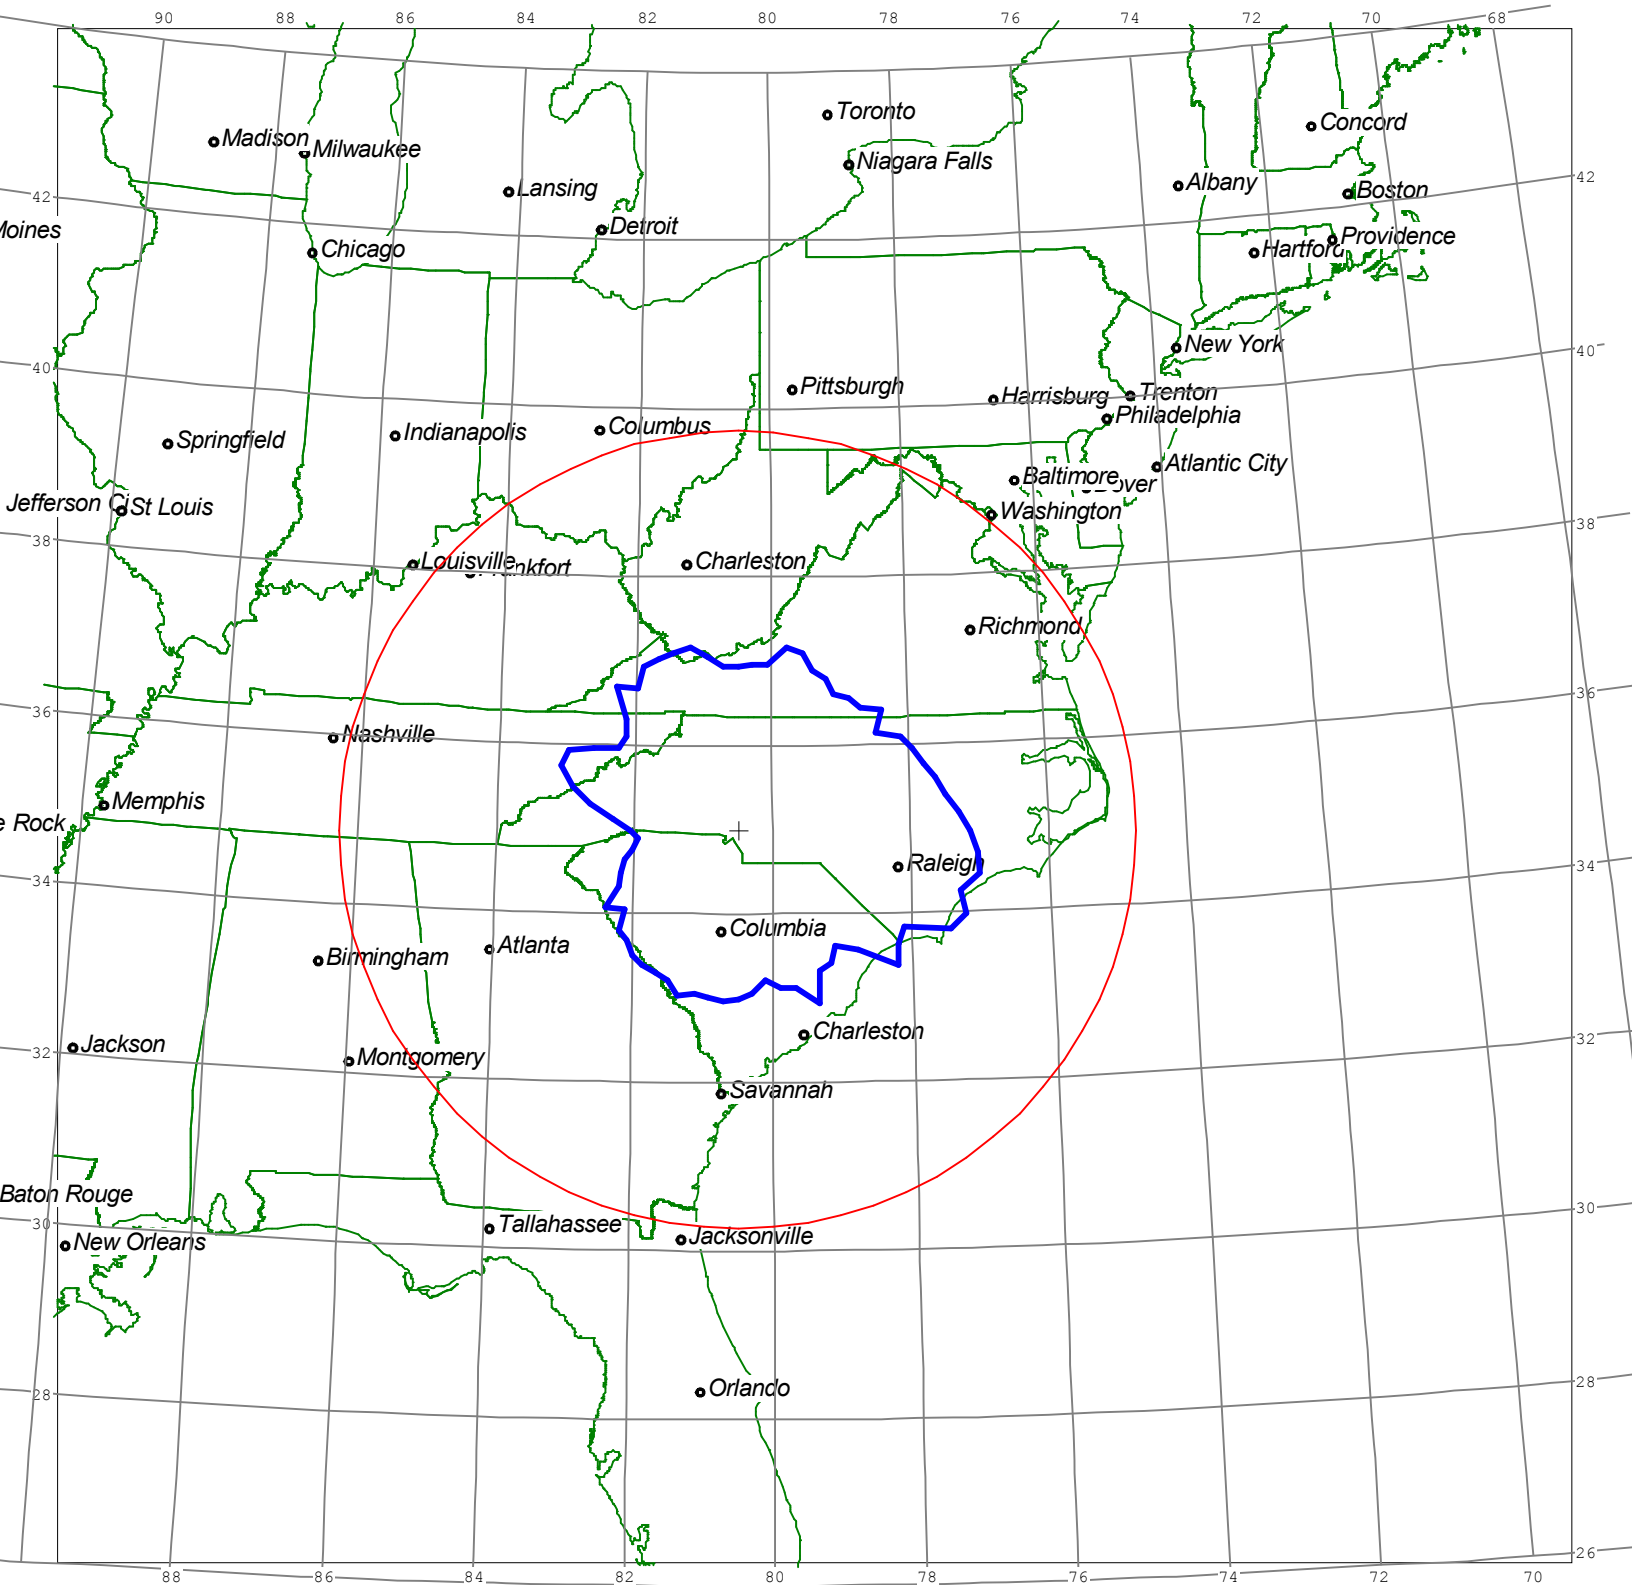 90 88 86 84 82 80 78 76 74 72 70 68
Toronto
Concord
Madison
Milwaukee
Niagara Falls
42
42
Lansing
Albany
Boston
Moines
Detroit
Providence
Chicago
Hartford
New York
40
40
Pittsburgh
Harrisburg
Trenton
Philadelphia
Springfield
Indianapolis
Columbus
Atlantic City
Baltimore
Dover
Jefferson Ci
St Louis
Washington
38
38
Louisville
Frankfort
Charleston
Richmond
36
36
Nashville
Memphis
e Rock
34
34
Raleigh
Columbia
Atlanta
Birmingham
Charleston
32
32
Jackson
Montgomery
Savannah
Baton Rouge
30
30
Tallahassee
New Orleans
Jacksonville
28
28
Orlando
26
88 86 84 82 80 78 76 74 72 70